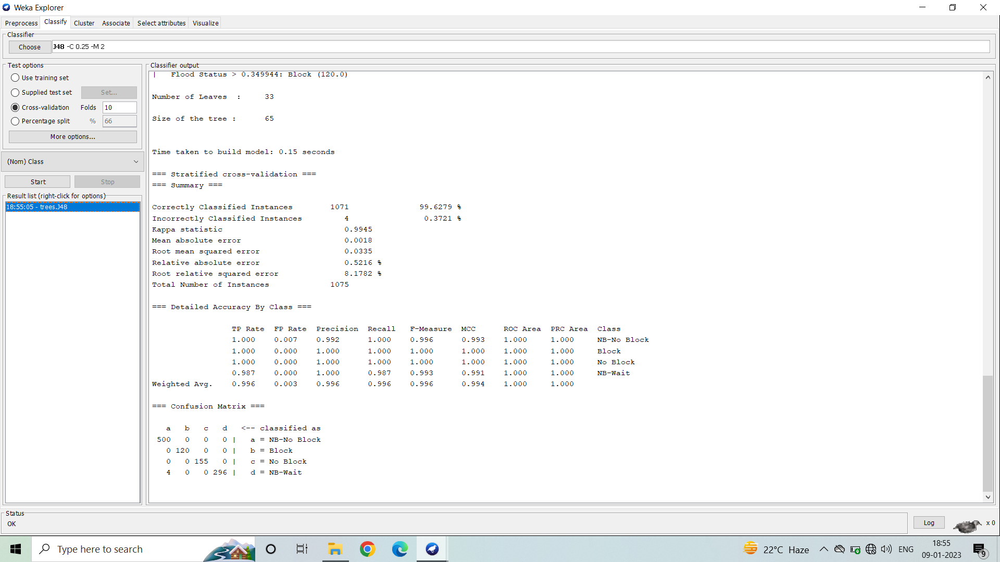 Weka Explorer
Preprocess Classify Cluster Associate Select attributes Visualize
Classifier
Choose J48 -C 0.25 -M 2
Test options
Use training set
Supplied test set Set...
Cross-validation Folds 10
Percentage split % 66
More options...
(Nom) Class
Start Stop
Result list (right-click for options)
18:55:05 - trees.J48
Classifier output
| Flood Status > 0.349944: Block (120.0)
Number of Leaves : 33
Size of the tree : 65
Time taken to build model: 0.15 seconds
=== Stratified cross-validation ===
=== Summary ===
Correctly Classified Instances 1071 99.6279 %
Incorrectly Classified Instances 4 0.3721 %
Kappa statistic 0.9945
Mean absolute error 0.0018
Root mean squared error 0.0335
Relative absolute error 0.5216 %
Root relative squared error 8.1782 %
Total Number of Instances 1075
=== Detailed Accuracy By Class ===
TP Rate FP Rate Precision Recall F-Measure MCC ROC Area PRC Area Class
1.000 0.007 0.992 1.000 0.996 0.993 1.000 1.000 NB-No Block
1.000 0.000 1.000 1.000 1.000 1.000 1.000 1.000 Block
1.000 0.000 1.000 1.000 1.000 1.000 1.000 1.000 No Block
0.987 0.000 1.000 0.987 0.993 0.991 1.000 1.000 NB-Wait
Weighted Avg. 0.996 0.003 0.996 0.996 0.996 0.994 1.000 1.000
=== Confusion Matrix ===
a b c d <-- classified as
500 0 0 0 | a = NB-No Block
0 120 0 0 | b = Block
0 0 155 0 | c = No Block
4 0 0 296 | d = NB-Wait
Status
OK
Log x 0
Type here to search
22°C Haze
ENG
18:55
09-01-2023
9